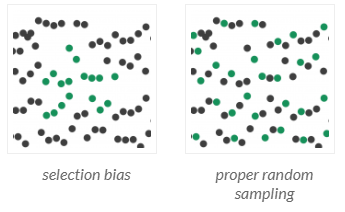 selection bias
proper random
sampling